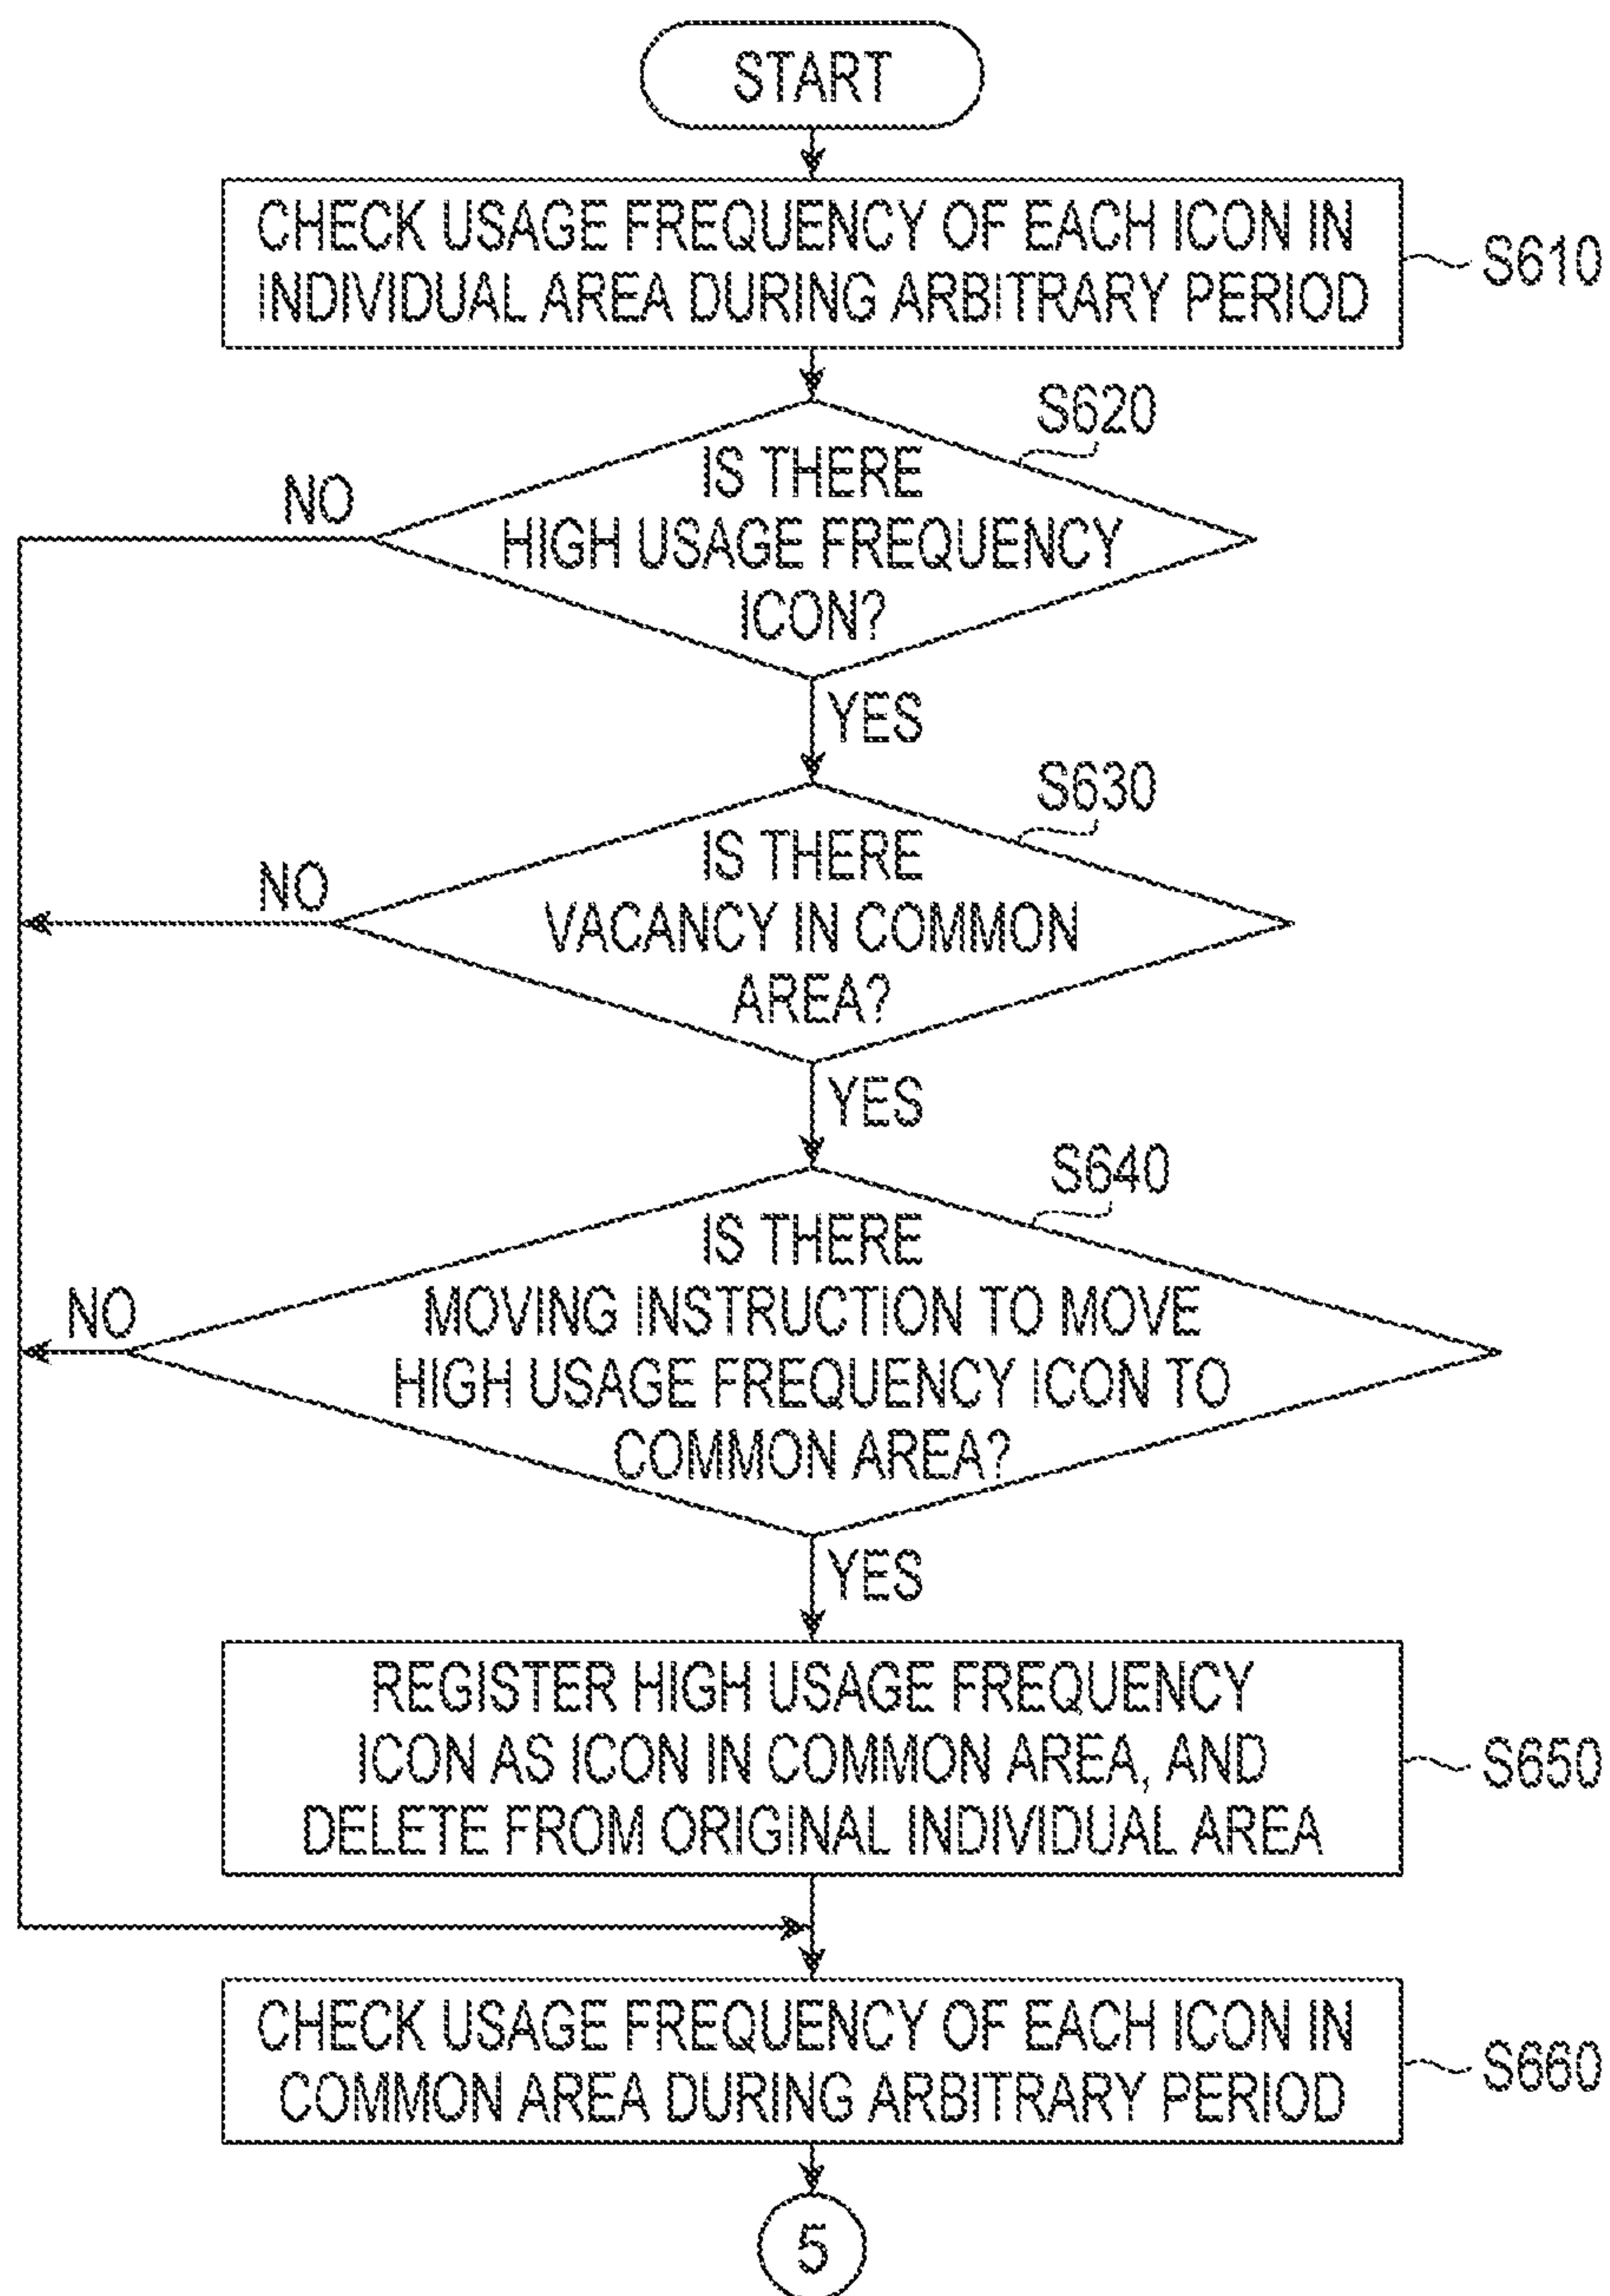 START
CHECK USAGE FREQUENCY OF EACH ICON IN
INDIVIDUAL AREA DURING ARBITRARY PERIOD
S610
S620
IS THERE
HIGH USAGE FREQUENCY
ICON?
NO
YES
S630
IS THERE
VACANCY IN COMMON
AREA?
NO
YES
S640
IS THERE
MOVING INSTRUCTION TO MOVE
HIGH USAGE FREQUENCY ICON TO
COMMON AREA?
NO
YES
REGISTER HIGH USAGE FREQUENCY
ICON AS ICON IN COMMON AREA, AND
DELETE FROM ORIGINAL INDIVIDUAL AREA
S650
CHECK USAGE FREQUENCY OF EACH ICON IN
COMMON AREA DURING ARBITRARY PERIOD
S660
5